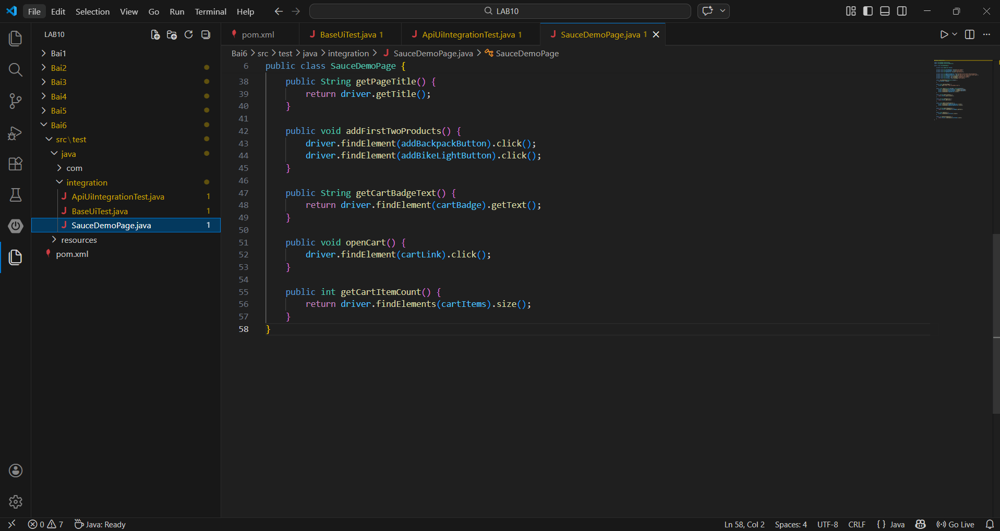 File Edit Selection View Go Run Terminal Help
LAB10
LAB10
Bai1
Bai2
Bai3
Bai4
Bai5
Bai6
src\test
java
com
integration
ApiUiIntegrationTest.java 1
BaseUiTest.java 1
SauceDemoPage.java 1
resources
pom.xml
pom.xml
BaseUiTest.java 1
ApiUiIntegrationTest.java 1
SauceDemoPage.java 1
Bai6 > src > test > java > integration > SauceDemoPage.java > SauceDemoPage
6 public class SauceDemoPage {
38 public String getPageTitle() {
39 return driver.getTitle();
40 }
41
42 public void addFirstTwoProducts() {
43 driver.findElement(addBackpackButton).click();
44 driver.findElement(addBikeLightButton).click();
45 }
46
47 public String getCartBadgeText() {
48 return driver.findElement(cartBadge).getText();
49 }
50
51 public void openCart() {
52 driver.findElement(cartLink).click();
53 }
54
55 public int getCartItemCount() {
56 return driver.findElements(cartItems).size();
57 }
58 }
0 7 Java: Ready
Ln 58, Col 2 Spaces: 4 UTF-8 CRLF {} Java Go Live